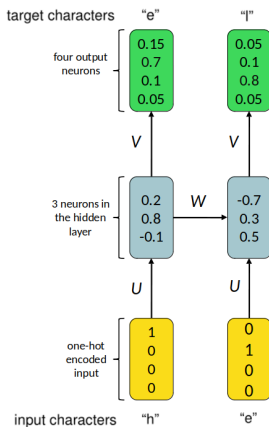 target characters "e" "l"
four output
neurons
0.15
0.7
0.1
0.05
0.05
0.1
0.8
0.05
V V
3 neurons in
the hidden
layer
0.2
0.8
-0.1
W
-0.7
0.3
0.5
U U
one-hot
encoded
input
1
0
0
0
0
1
0
0
input characters "h" "e"